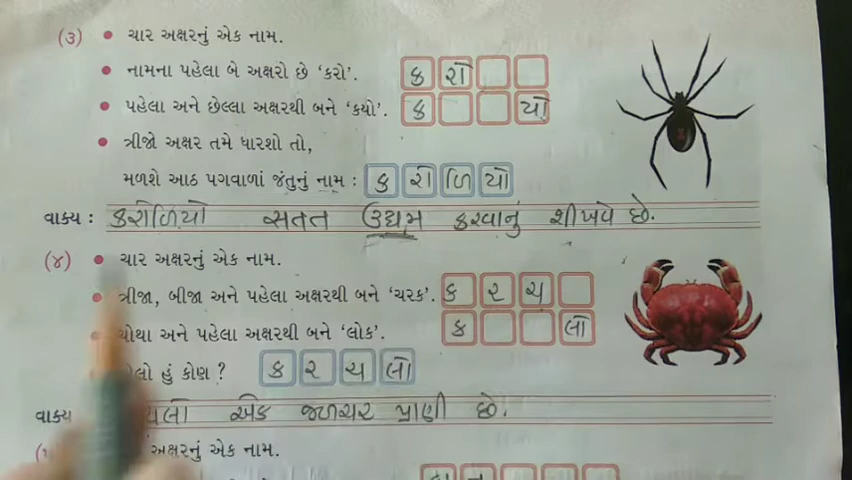 (૩) • ચાર અક્ષરનું એક નામ.
• નામના પહેલા બે અક્ષરો છે ‘કરો’. ક રો
• પહેલા અને છેલ્લા અક્ષરથી બને ‘કયો’. ક યો
• ત્રીજો અક્ષર તમે ધારશો તો,
મળશે આઠ પગવાળાં જંતુનું નામ : ક રો ળિ યો
વાક્ય : કરોળિયો સતત ઉદ્યમ કરવાનું શીખવે છે.
(૪) • ચાર અક્ષરનું એક નામ.
• ત્રીજા, બીજા અને પહેલા અક્ષરથી બને ‘ચરક’. ક ર ચ
ચોથા અને પહેલા અક્ષરથી બને ‘લોક’. ક લો
હું કોણ ? ક ર ચ લો
વાક્ય એક જળચર પ્રાણી છે.
અક્ષરનું એક નામ.